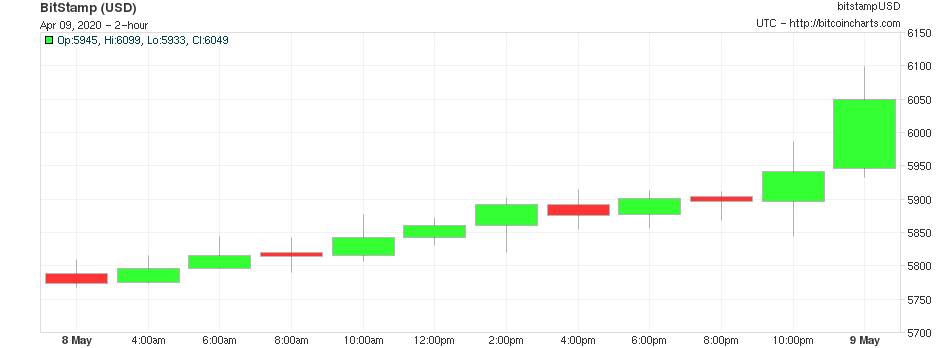 BitStamp (USD)
bitstampUSD
Apr 09, 2020 - 2-hour
UTC - http://bitcoincharts.com
Op:5945, Hi:6099, Lo:5933, Cl:6049
6150
6100
6050
6000
5950
5900
5850
5800
5750
5700
8 May 4:00am 6:00am 8:00am 10:00am 12:00pm 2:00pm 4:00pm 6:00pm 8:00pm 10:00pm 9 May